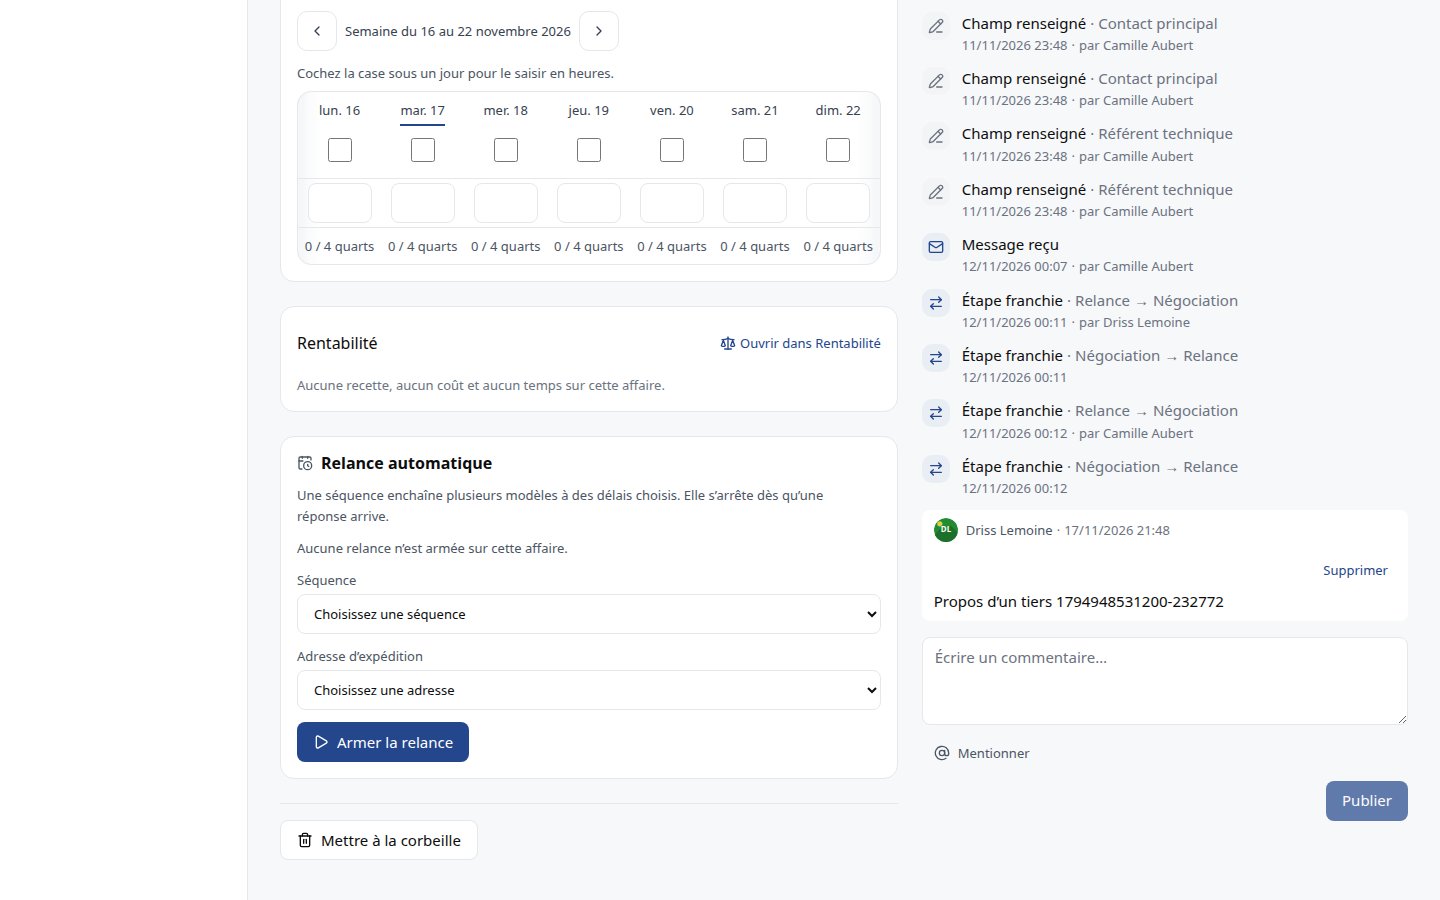 Semaine du 16 au 22 novembre 2026
Cochez la case sous un jour pour le saisir en heures.
lun. 16 mar. 17 mer. 18 jeu. 19 ven. 20 sam. 21 dim. 22
0 / 4 quarts 0 / 4 quarts 0 / 4 quarts 0 / 4 quarts 0 / 4 quarts 0 / 4 quarts 0 / 4 quarts
Rentabilité
Ouvrir dans Rentabilité
Aucune recette, aucun coût et aucun temps sur cette affaire.
Relance automatique
Une séquence enchaîne plusieurs modèles à des délais choisis. Elle s’arrête dès qu’une
réponse arrive.
Aucune relance n’est armée sur cette affaire.
Séquence
Choisissez une séquence
Adresse d’expédition
Choisissez une adresse
Armer la relance
Mettre à la corbeille
Champ renseigné · Contact principal
11/11/2026 23:48 · par Camille Aubert
Champ renseigné · Contact principal
11/11/2026 23:48 · par Camille Aubert
Champ renseigné · Référent technique
11/11/2026 23:48 · par Camille Aubert
Champ renseigné · Référent technique
11/11/2026 23:48 · par Camille Aubert
Message reçu
12/11/2026 00:07 · par Camille Aubert
Étape franchie · Relance → Négociation
12/11/2026 00:11 · par Driss Lemoine
Étape franchie · Négociation → Relance
12/11/2026 00:11
Étape franchie · Relance → Négociation
12/11/2026 00:12 · par Camille Aubert
Étape franchie · Négociation → Relance
12/11/2026 00:12
DL Driss Lemoine · 17/11/2026 21:48
Supprimer
Propos d’un tiers 1794948531200-232772
Écrire un commentaire...
Mentionner
Publier